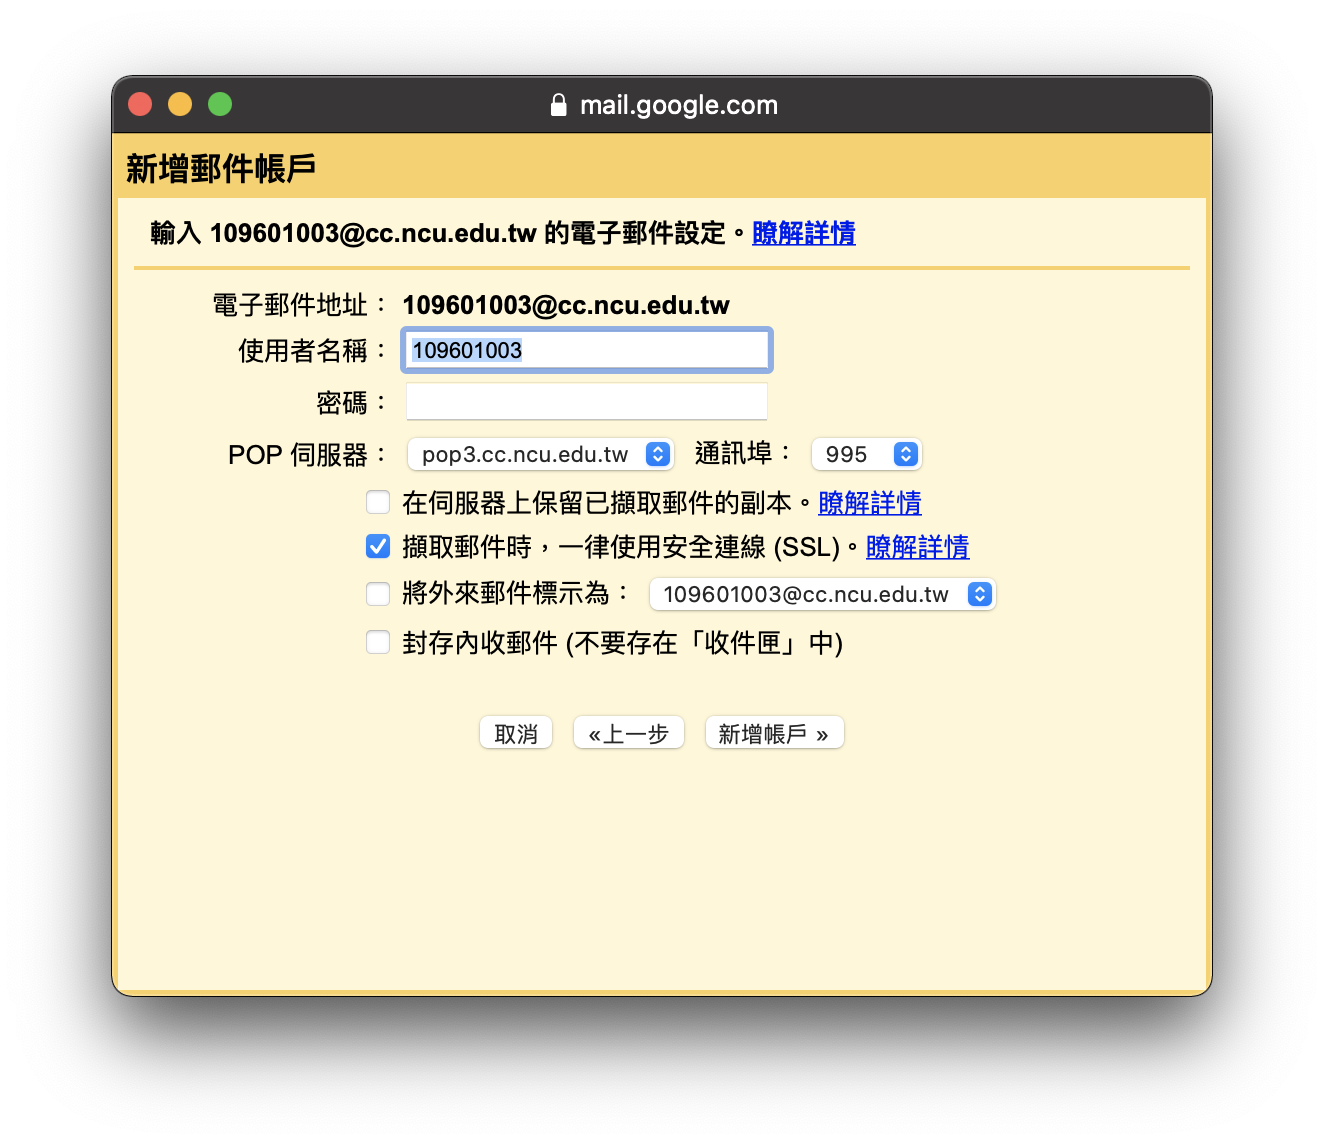 mail.google.com
新增郵件帳戶
輸入 109601003@cc.ncu.edu.tw 的電子郵件設定。瞭解詳情
電子郵件地址： 109601003@cc.ncu.edu.tw
使用者名稱： 109601003
密碼：
POP 伺服器： pop3.cc.ncu.edu.tw 通訊埠： 995
在伺服器上保留已擷取郵件的副本。瞭解詳情
擷取郵件時，一律使用安全連線 (SSL)。瞭解詳情
將外來郵件標示為： 109601003@cc.ncu.edu.tw
封存內收郵件 (不要存在「收件匣」中)
取消 «上一步 新增帳戶 »